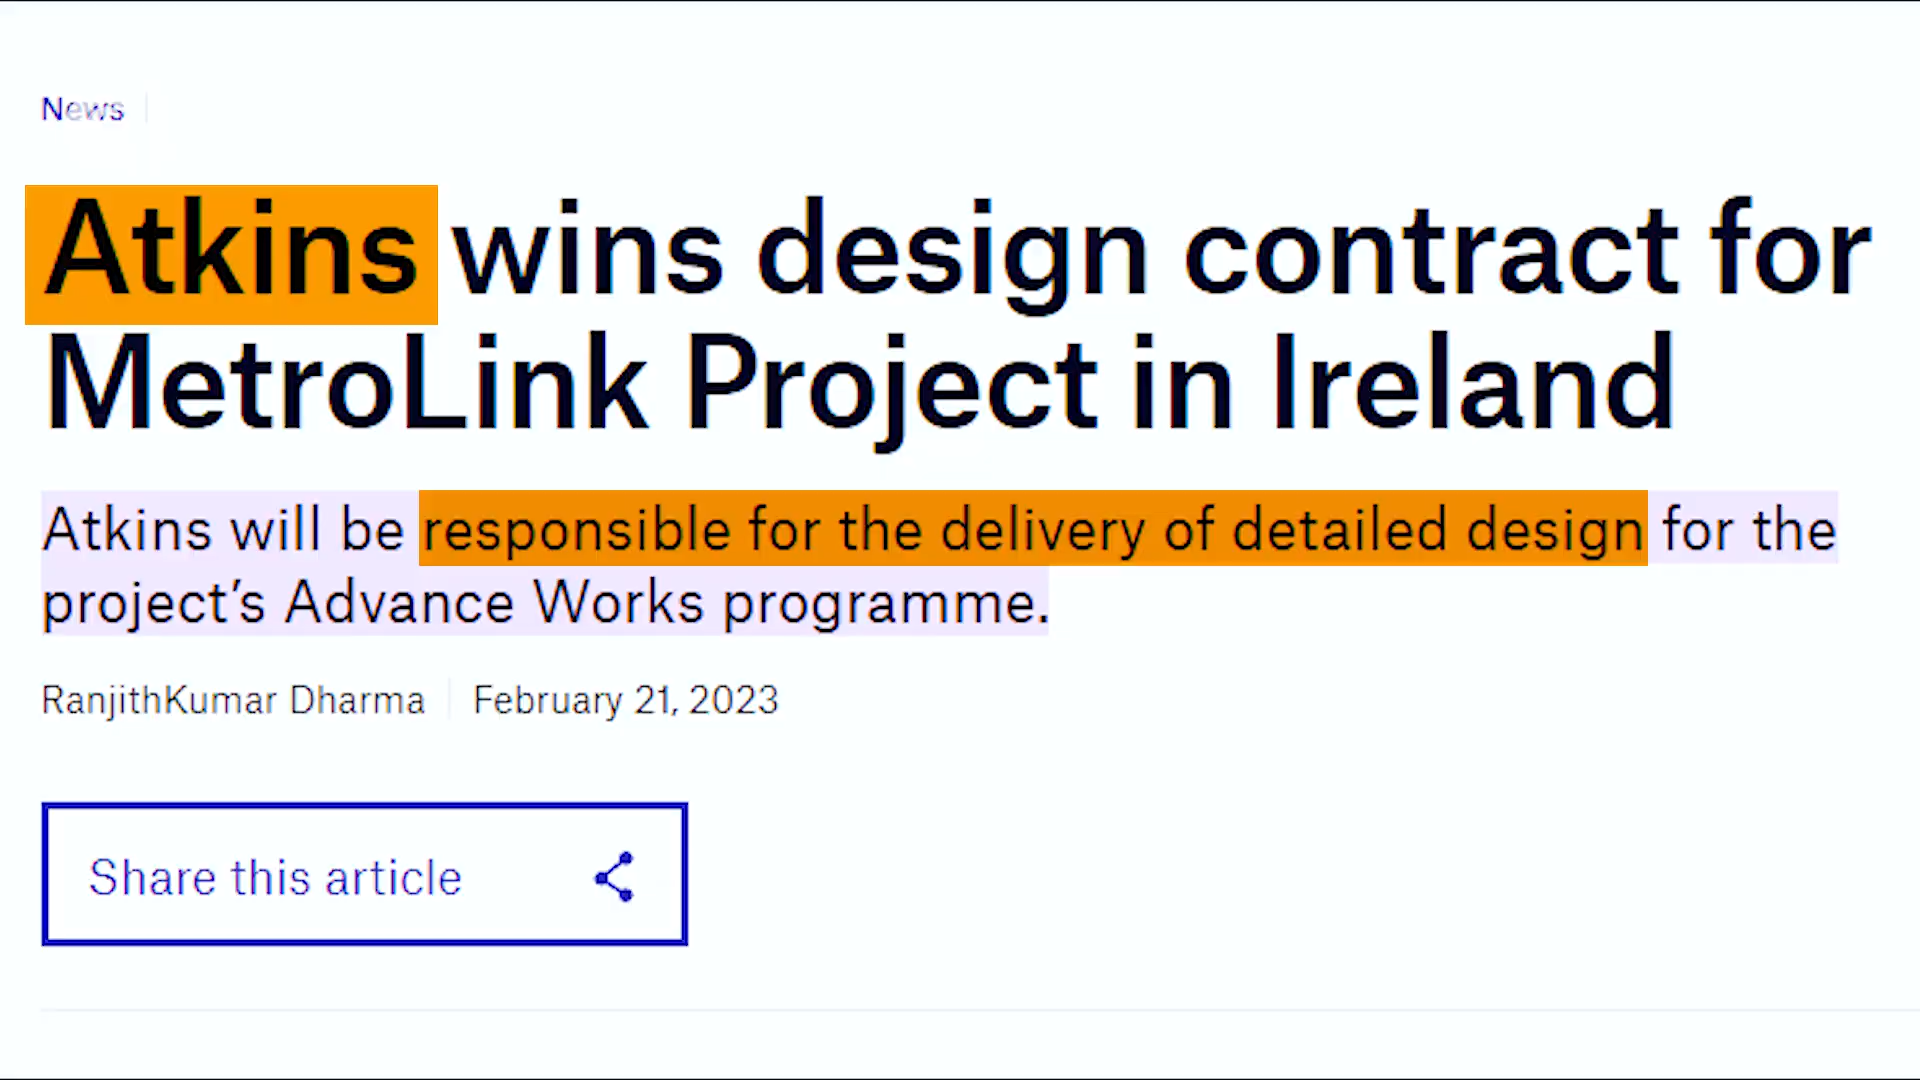 News
Atkins wins design contract for
MetroLink Project in Ireland
Atkins will be responsible for the delivery of detailed design for the
project’s Advance Works programme.
RanjithKumar Dharma February 21, 2023
Share this article